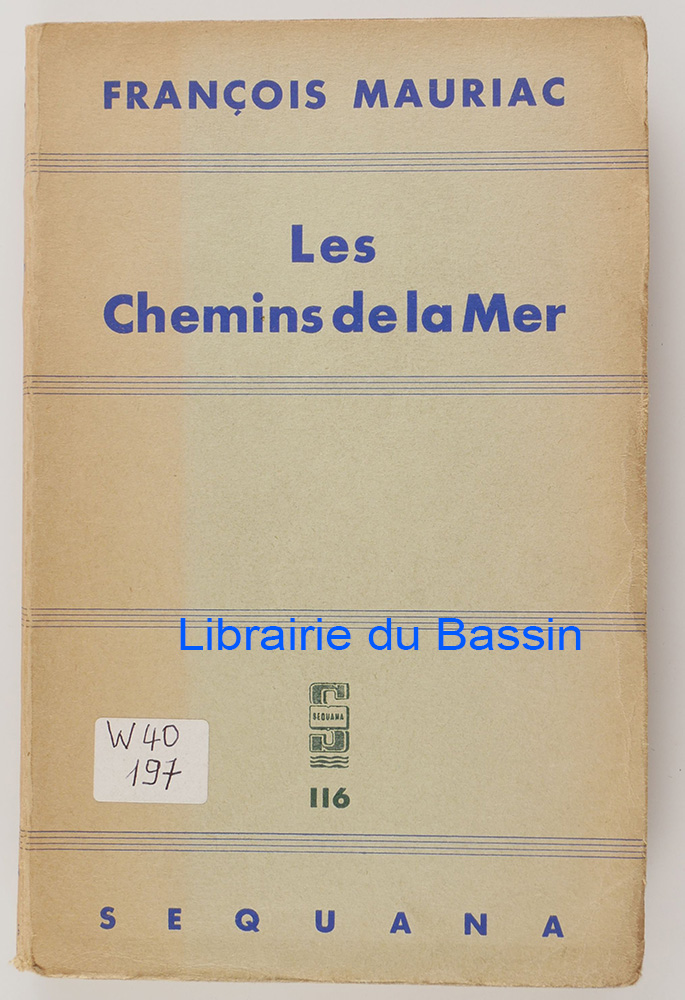 FRANÇOIS MAURIAC
Les
Chemins de la Mer
Librairie du Bassin
SEQUANA
116
W40
197
SEQUANA